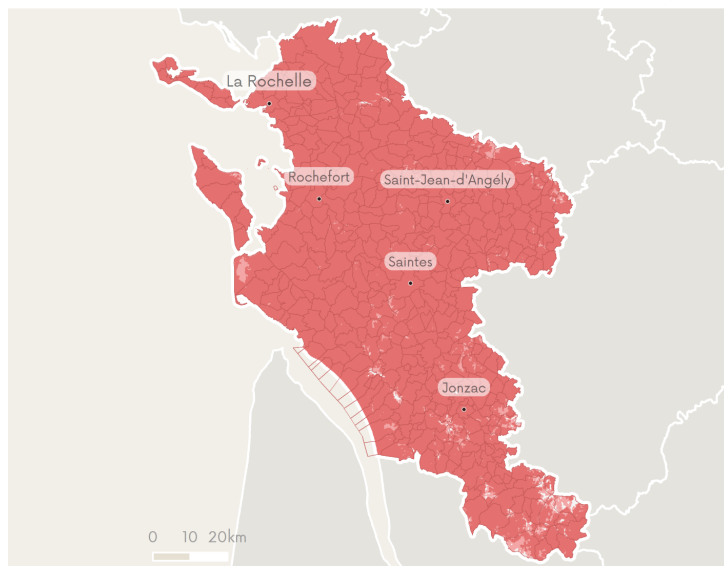 La Rochelle
Rochefort
Saint-Jean-d'Angély
Saintes
Jonzac
0 10 20km